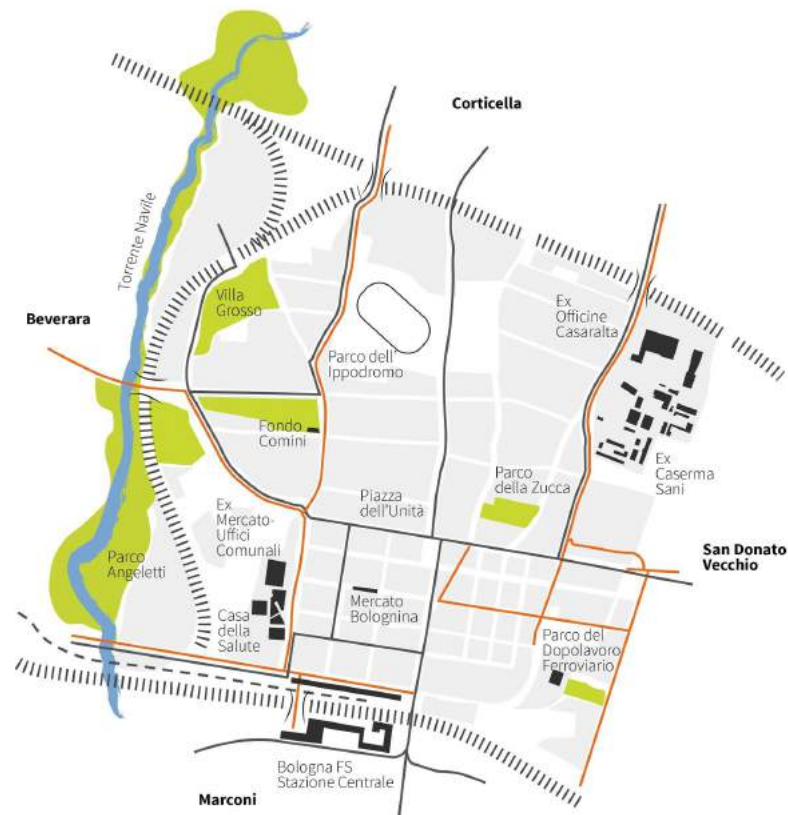 Corticella
Torrente Navile
Villa
Grosso
Beverara
Ex
Officine
Casaralta
Parco dell'
Ippodromo
Fondo
Comini
Ex
Caserma
Sani
Parco
della Zucca
Piazza
dell'Unità
Ex
Mercato-
Uffici
Comunali
Parco
Angeletti
San Donato
Vecchio
Mercato
Bolognina
Casa
della
Salute
Parco del
Dopolavoro
Ferroviario
Bologna FS
Stazione Centrale
Marconi